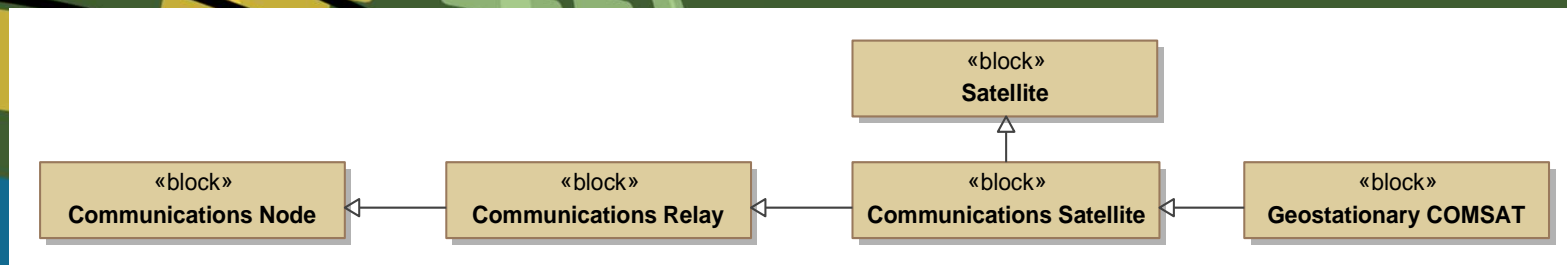 «block»
Satellite
«block»
Communications Node
«block»
Communications Relay
«block»
Communications Satellite
«block»
Geostationary COMSAT